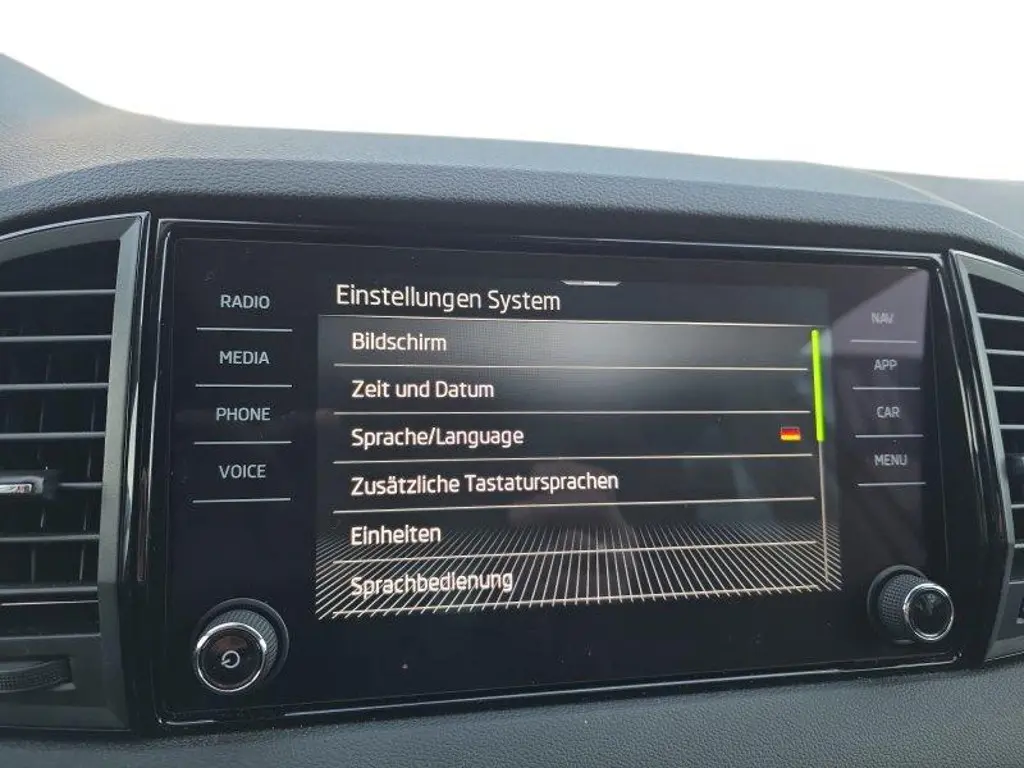 Einstellungen System
RADIO
MEDIA
PHONE
VOICE
Bildschirm
Zeit und Datum
Sprache/Language
Zusätzliche Tastatursprachen
Einheiten
Sprachbedienung
NAV
APP
CAR
MENU